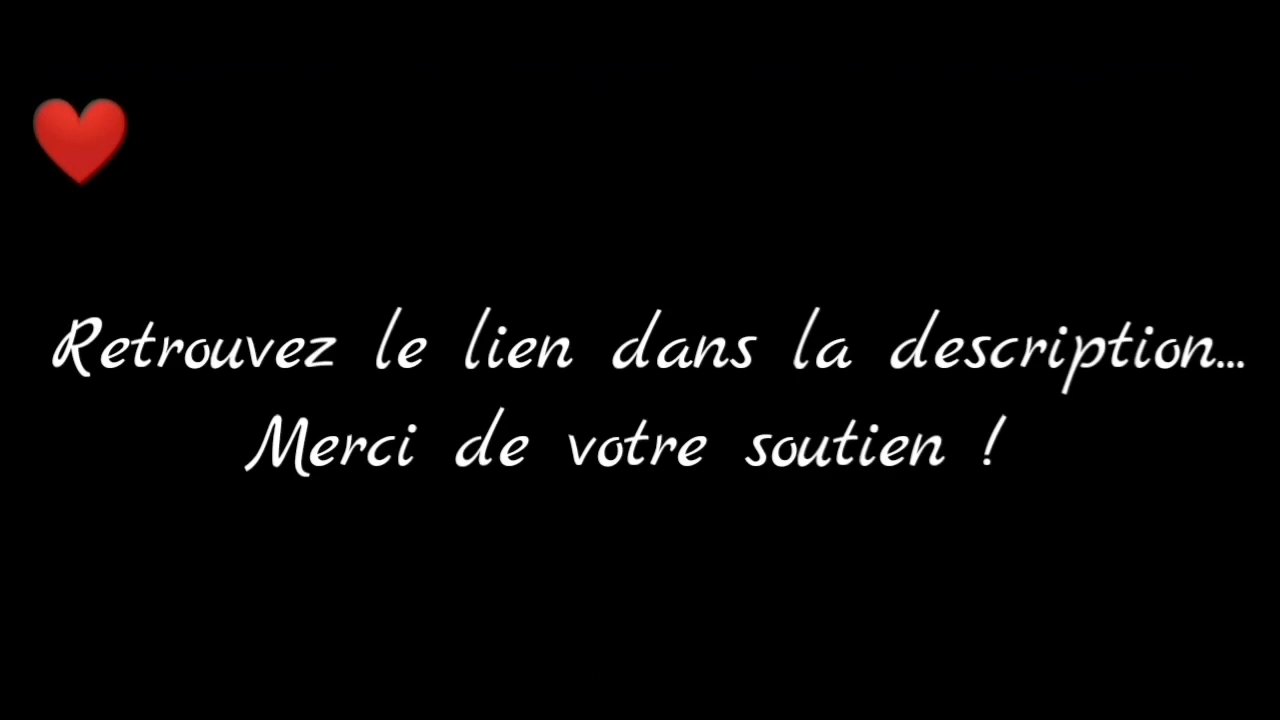 Retrouvez le lien dans la description...
Merci de votre soutien !